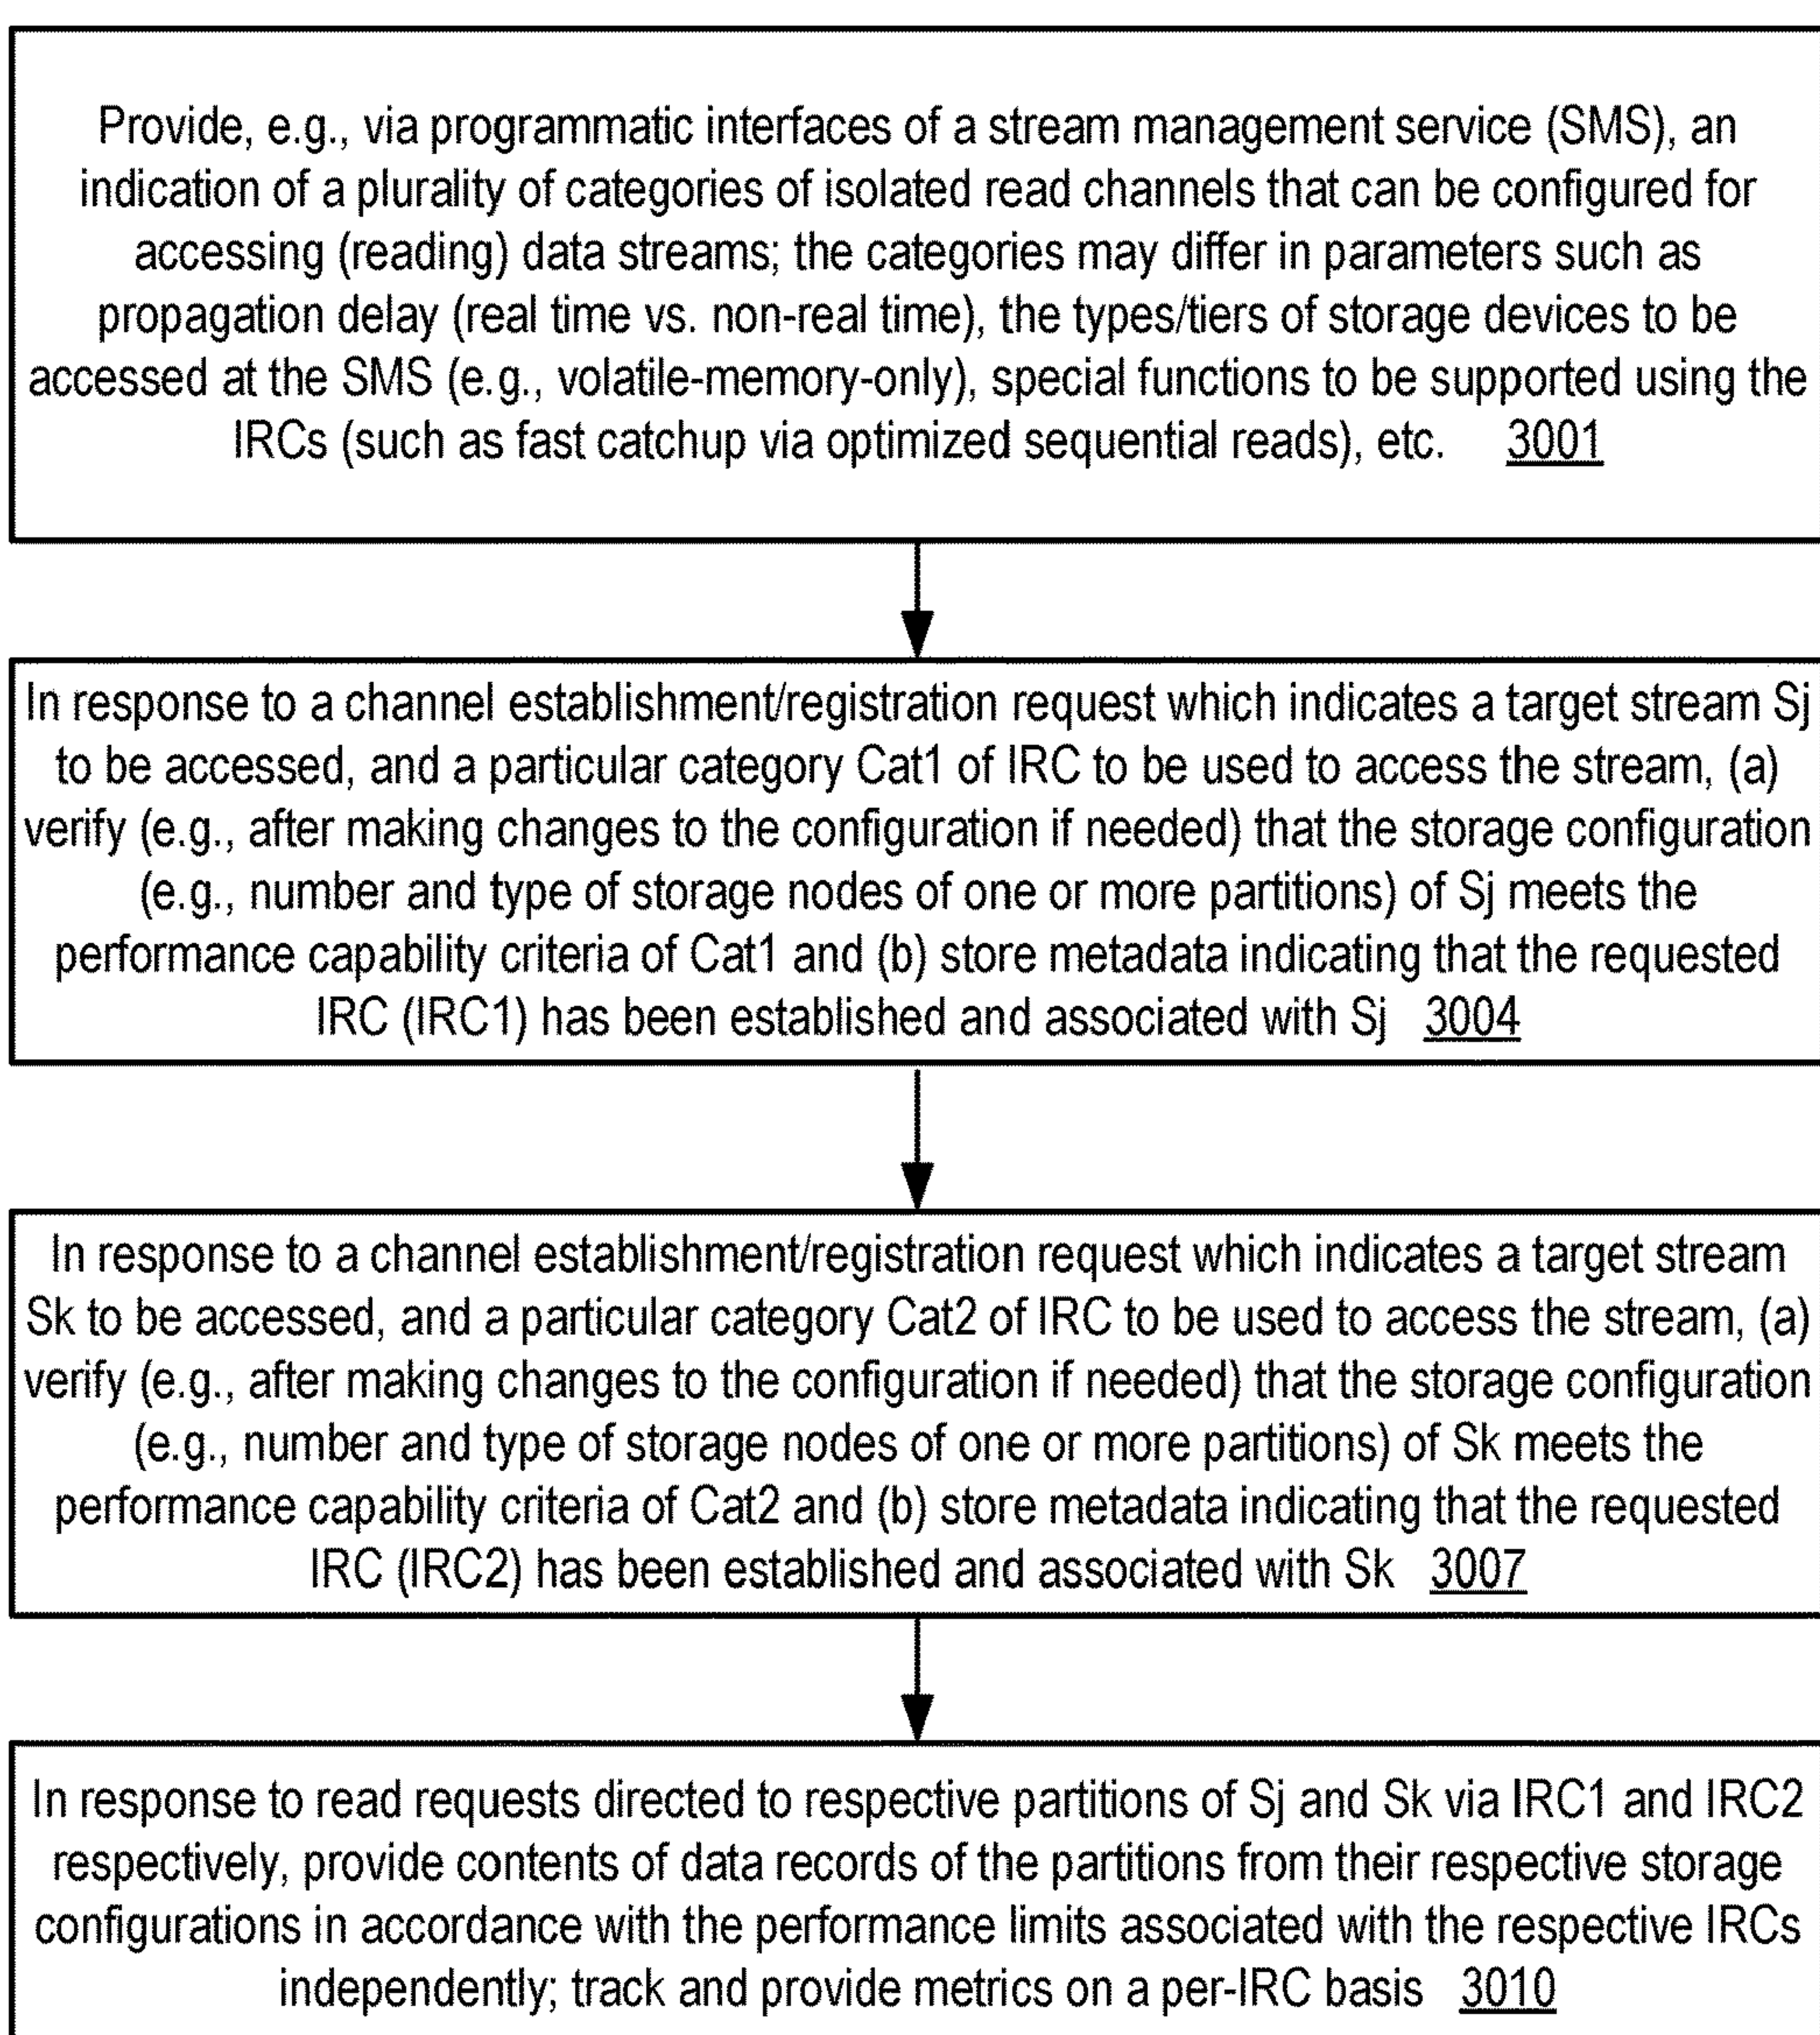 Provide, e.g., via programmatic interfaces of a stream management service (SMS), an
indication of a plurality of categories of isolated read channels that can be configured for
accessing (reading) data streams; the categories may differ in parameters such as
propagation delay (real time vs. non-real time), the types/tiers of storage devices to be
accessed at the SMS (e.g., volatile-memory-only), special functions to be supported using the
IRCs (such as fast catchup via optimized sequential reads), etc. 3001
In response to a channel establishment/registration request which indicates a target stream Sj
to be accessed, and a particular category Cat1 of IRC to be used to access the stream, (a)
verify (e.g., after making changes to the configuration if needed) that the storage configuration
(e.g., number and type of storage nodes of one or more partitions) of Sj meets the
performance capability criteria of Cat1 and (b) store metadata indicating that the requested
IRC (IRC1) has been established and associated with Sj 3004
In response to a channel establishment/registration request which indicates a target stream
Sk to be accessed, and a particular category Cat2 of IRC to be used to access the stream, (a)
verify (e.g., after making changes to the configuration if needed) that the storage configuration
(e.g., number and type of storage nodes of one or more partitions) of Sk meets the
performance capability criteria of Cat2 and (b) store metadata indicating that the requested
IRC (IRC2) has been established and associated with Sk 3007
In response to read requests directed to respective partitions of Sj and Sk via IRC1 and IRC2
respectively, provide contents of data records of the partitions from their respective storage
configurations in accordance with the performance limits associated with the respective IRCs
independently; track and provide metrics on a per-IRC basis 3010